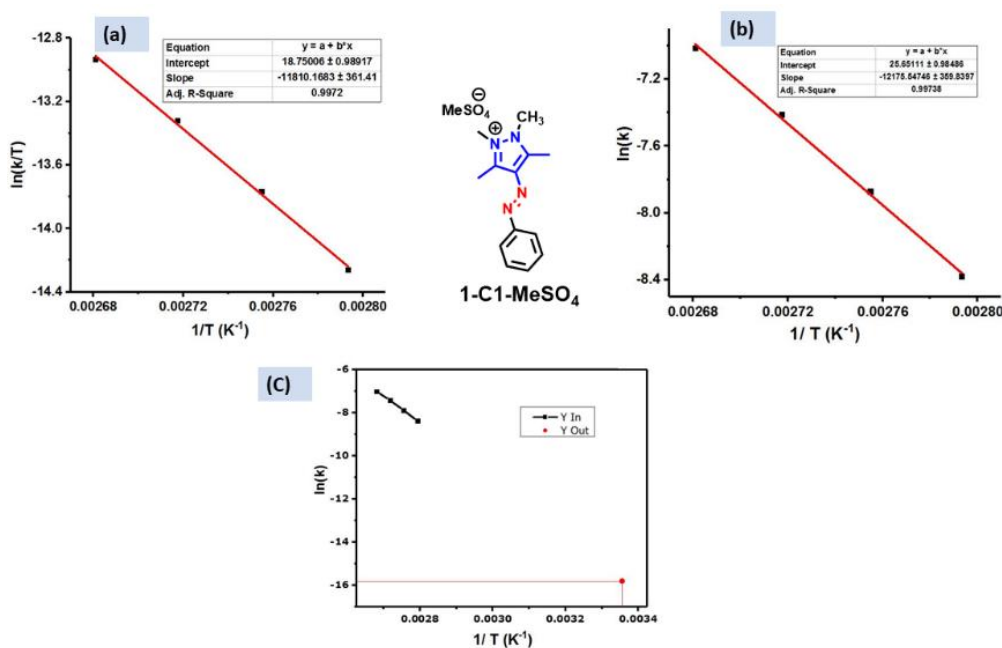 (a)
-12.8
-13.2
-13.6
-14.0
-14.4
ln(k/T)
Equation y = a + b*x
Intercept 18.75006 ± 0.98917
Slope -11810.1683 ± 361.41
Adj. R-Square 0.9972
0.00268 0.00272 0.00276 0.00280
1/T (K⁻¹)
MeSO₄ ⊖
N + N CH₃
N
N
1-C1-MeSO₄
(b)
-7.2
-7.6
-8.0
-8.4
ln(k)
Equation y = a + b*x
Intercept 25.65111 ± 0.98486
Slope -12175.54746 ± 359.8397
Adj. R-Square 0.99738
0.00268 0.00272 0.00276 0.00280
1/ T (K⁻¹)
(C)
-6
-8
-10
-12
-14
-16
ln(k)
Y In
Y Out
0.0028 0.0030 0.0032 0.0034
1/ T (K⁻¹)